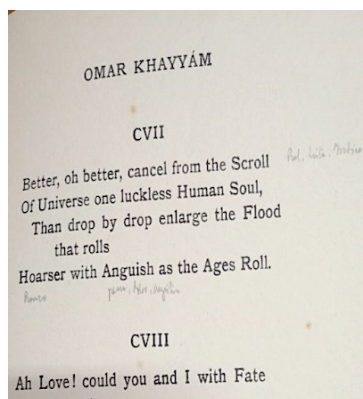 OMAR KHAYYÁM
CVII
Better, oh better, cancel from the Scroll
Of Universe one luckless Human Soul,
Than drop by drop enlarge the Flood
that rolls
Hoarser with Anguish as the Ages Roll.
CVIII
Ah Love! could you and I with Fate